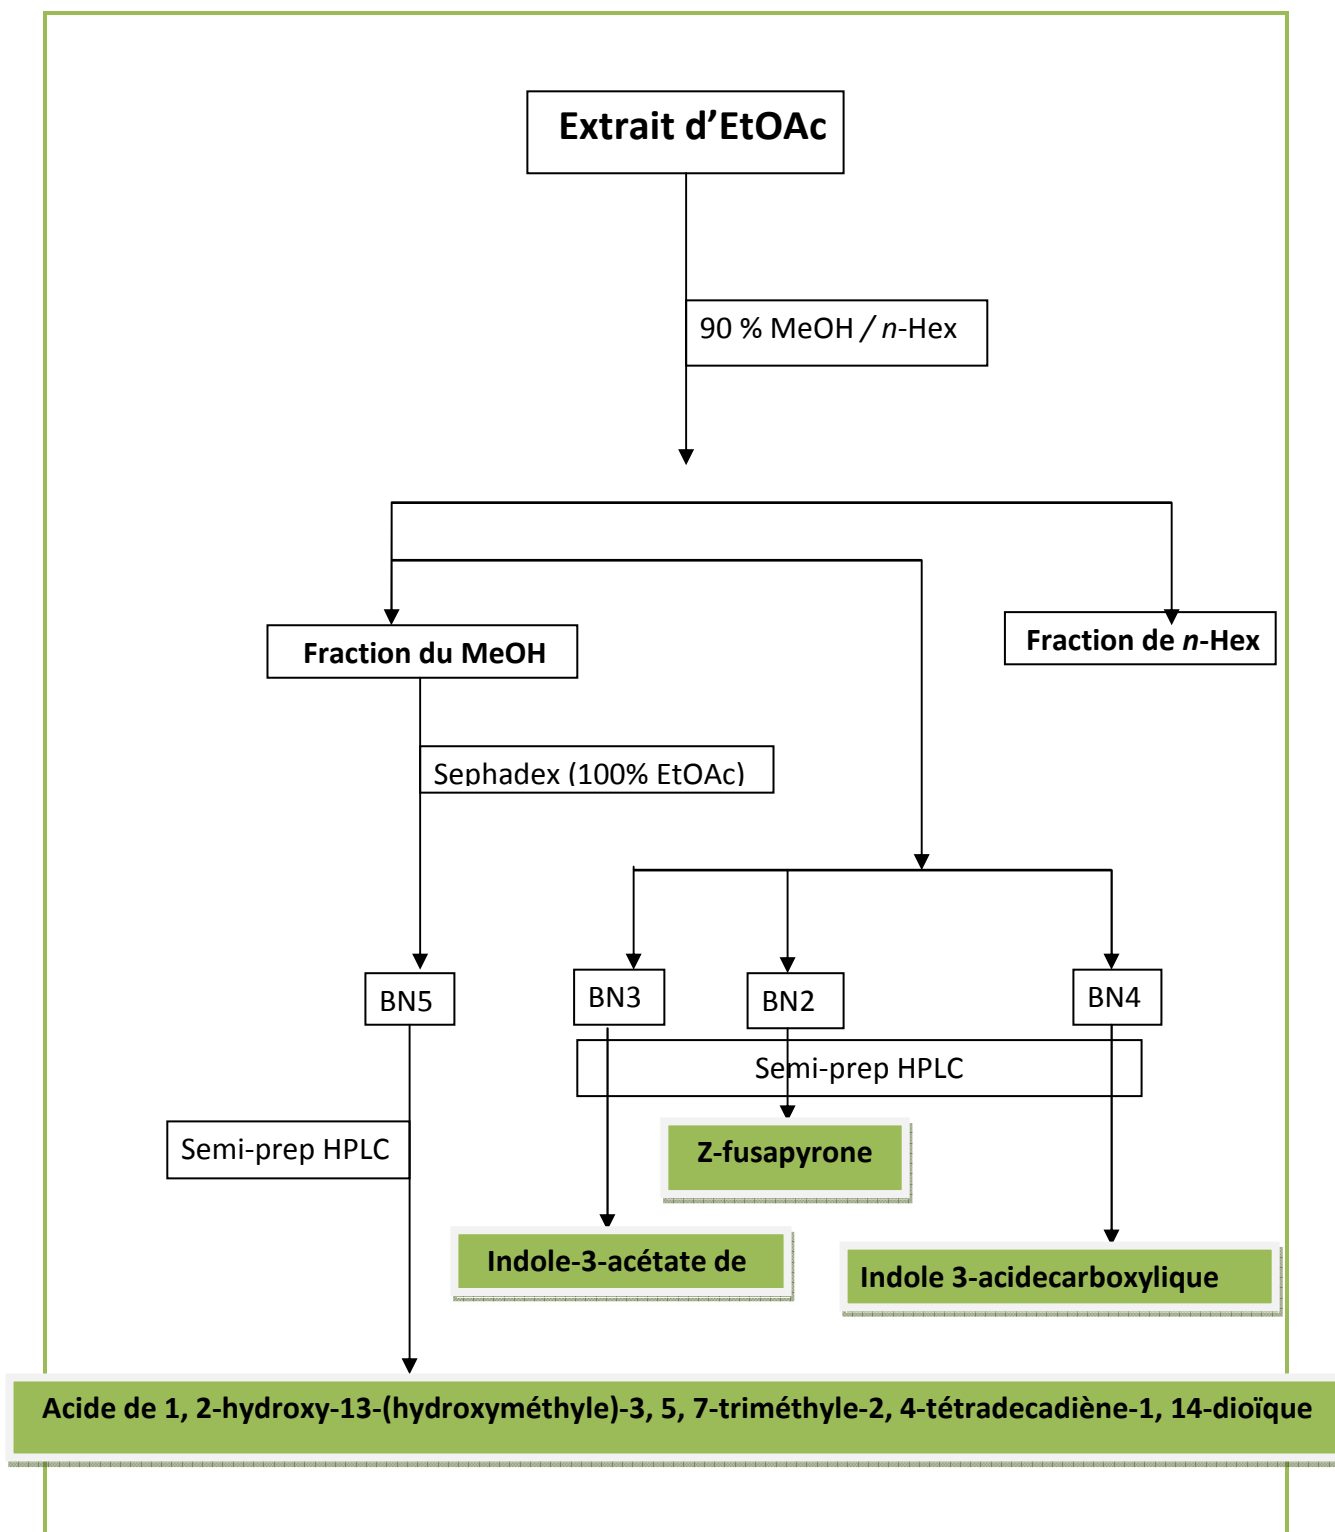 Extrait d’EtOAc
90 % MeOH / n-Hex
Fraction du MeOH
Fraction de n-Hex
Sephadex (100% EtOAc)
BN5
BN3
BN2
BN4
Semi-prep HPLC
Semi-prep HPLC
Z-fusapyrone
Indole-3-acétate de
Indole 3-acidecarboxylique
Acide de 1, 2-hydroxy-13-(hydroxyméthyle)-3, 5, 7-triméthyle-2, 4-tétradecadiène-1, 14-dioïque